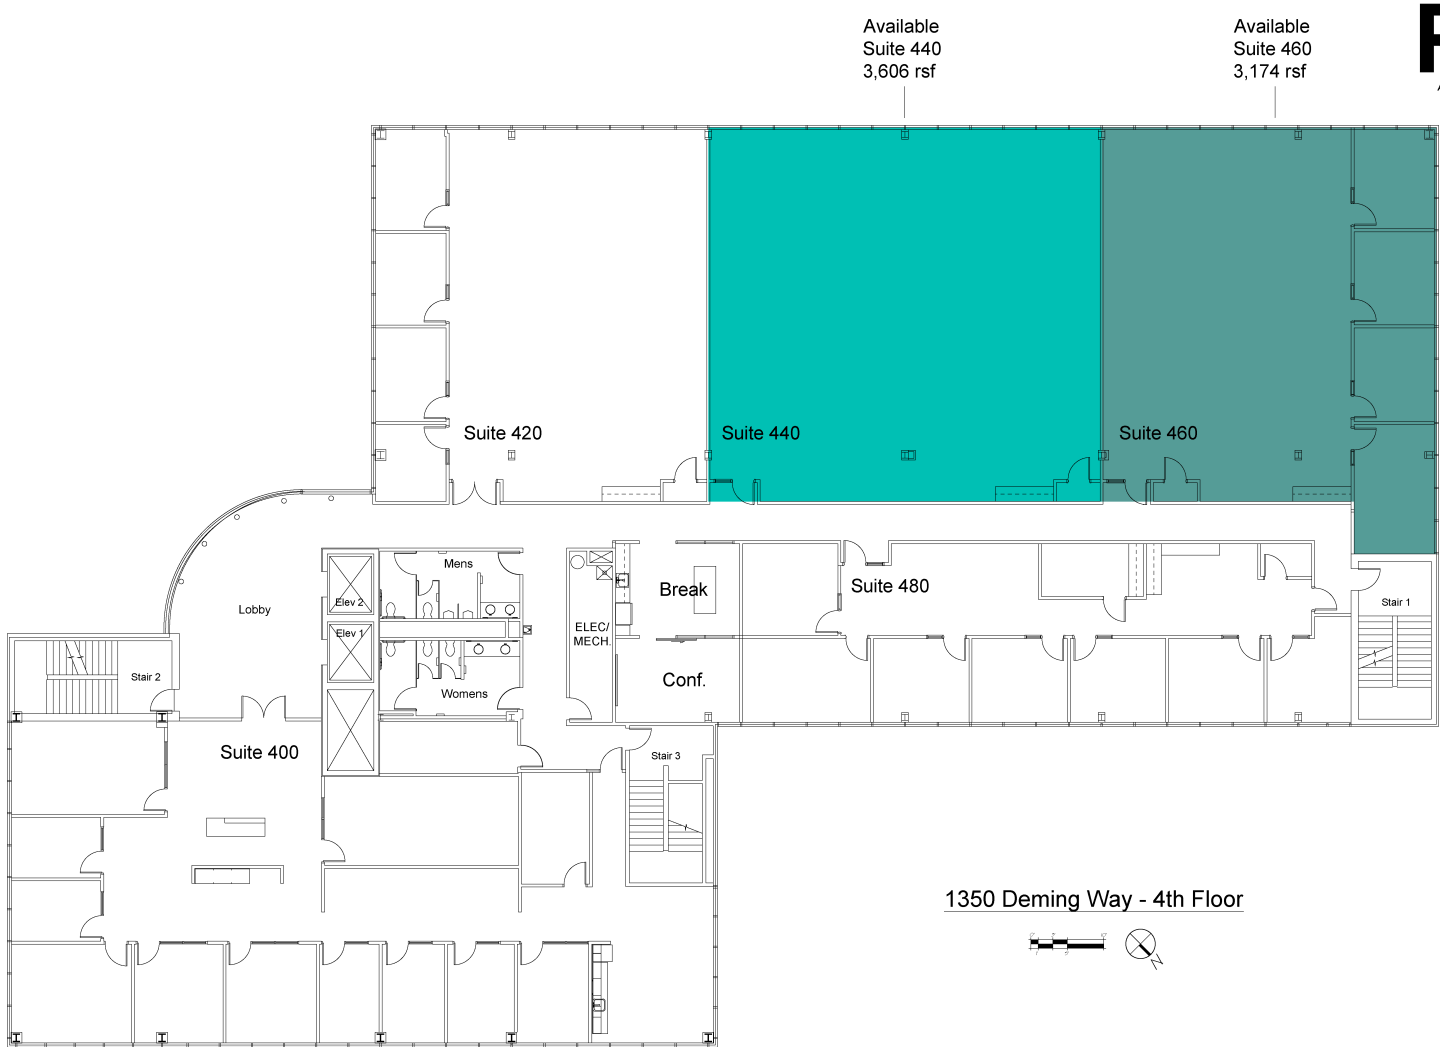 Available
Suite 440
3,606 rsf
Available
Suite 460
3,174 rsf
Suite 420
Suite 440
Suite 460
Mens
Break
Suite 480
Elev 2
Lobby
Stair 1
ELEC/
MECH.
Elev 1
Stair 2
Conf.
Womens
Suite 400
Stair 3
1350 Deming Way - 4th Floor
N